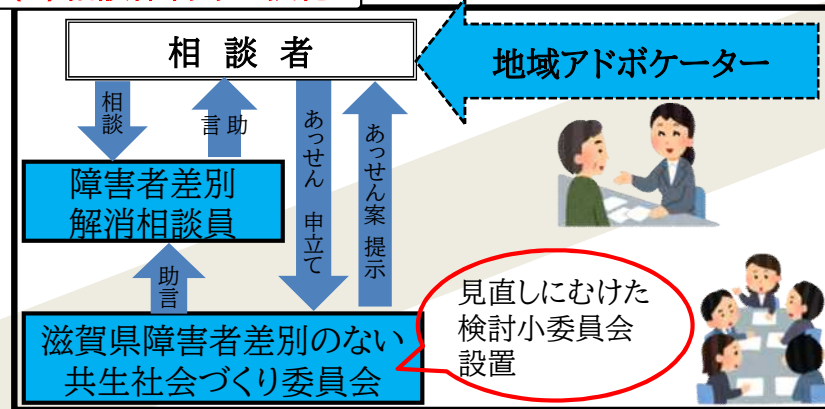 相 談 者
地域アドボケーター
相談
言助
あっせん 申立て
あっせん案 提示
障害者差別
解消相談員
助言
滋賀県障害者差別のない
共生社会づくり委員会
見直しにむけた
検討小委員会
設置